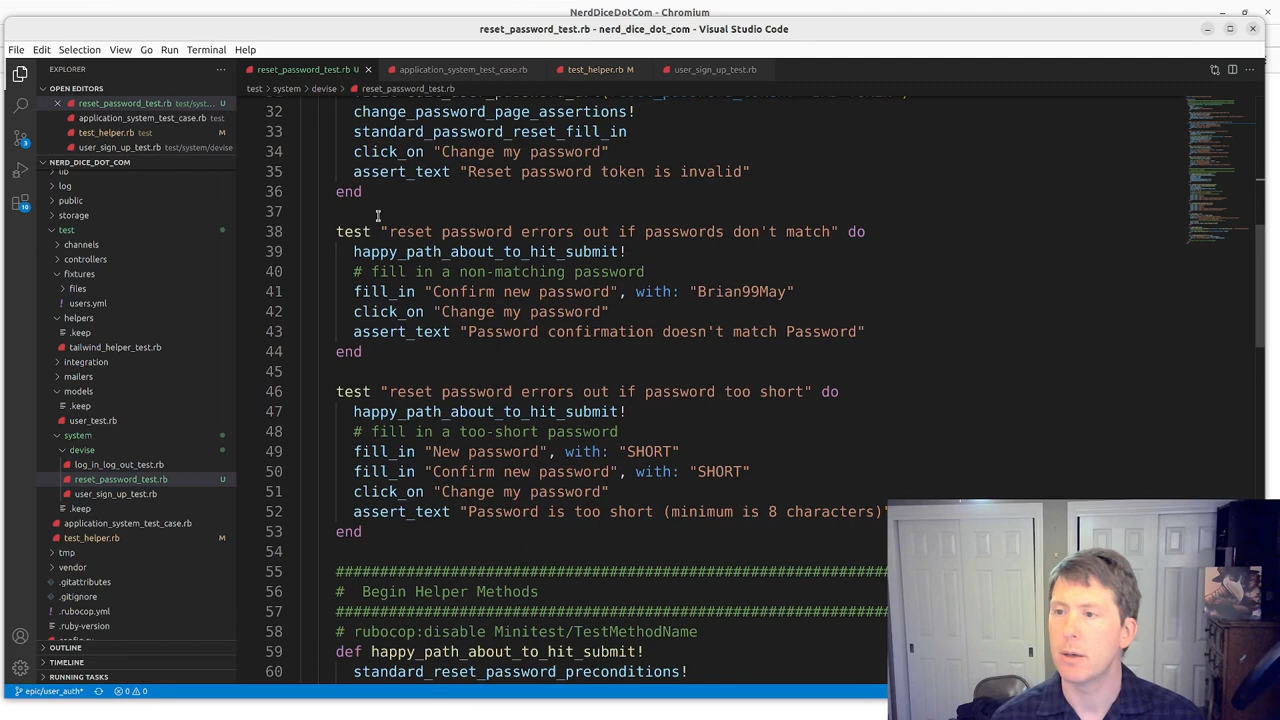 NerdDiceDotCom - Chromium
reset_password_test.rb - nerd_dice_dot_com - Visual Studio Code
File Edit Selection View Go Run Terminal Help
EXPLORER
reset_password_test.rb U
application_system_test_case.rb
test_helper.rb M
user_sign_up_test.rb
OPEN EDITORS
reset_password_test.rb test/syst... U
application_system_test_case.rb test
test_helper.rb test M
user_sign_up_test.rb test/system/devise
NERD_DICE_DOT_COM
lib
log
public
storage
test
channels
controllers
fixtures
files
users.yml
helpers
.keep
tailwind_helper_test.rb
integration
mailers
models
.keep
user_test.rb
system
devise
log_in_log_out_test.rb
reset_password_test.rb U
user_sign_up_test.rb
.keep
application_system_test_case.rb
test_helper.rb M
tmp
vendor
.gitattributes
.gitignore
.rubocop.yml
.ruby-version
OUTLINE
TIMELINE
RUNNING TASKS
3
10
test > system > devise > reset_password_test.rb
32 change_password_page_assertions!
33 standard_password_reset_fill_in
34 click_on "Change my password"
35 assert_text "Reset password token is invalid"
36 end
37
38 test "reset password errors out if passwords don't match" do
39 happy_path_about_to_hit_submit!
40 # fill in a non-matching password
41 fill_in "Confirm new password", with: "Brian99May"
42 click_on "Change my password"
43 assert_text "Password confirmation doesn't match Password"
44 end
45
46 test "reset password errors out if password too short" do
47 happy_path_about_to_hit_submit!
48 # fill in a too-short password
49 fill_in "New password", with: "SHORT"
50 fill_in "Confirm new password", with: "SHORT"
51 click_on "Change my password"
52 assert_text "Password is too short (minimum is 8 characters)"
53 end
54
55 ##############################################################
56 # Begin Helper Methods
57 ##############################################################
58 # rubocop:disable Minitest/TestMethodName
59 def happy_path_about_to_hit_submit!
60 standard_reset_password_preconditions!
epic/user_auth* 0 0